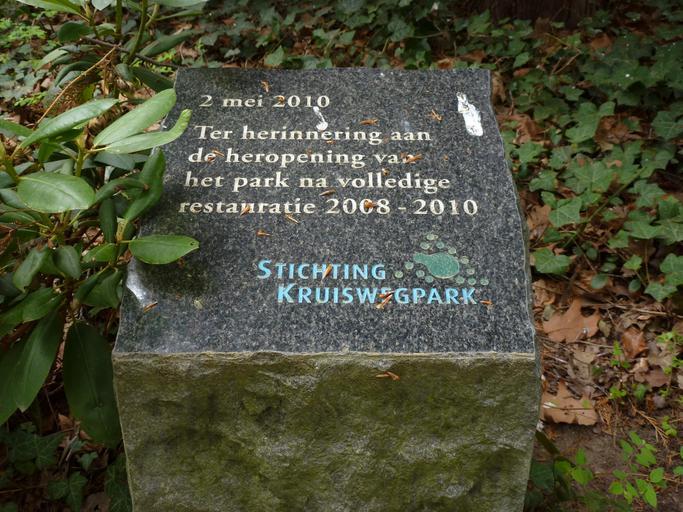 2 mei 2010
Ter herinnering aan
de heropening van
het park na volledige
restauratie 2008 - 2010
STICHTING
KRUISWEGPARK